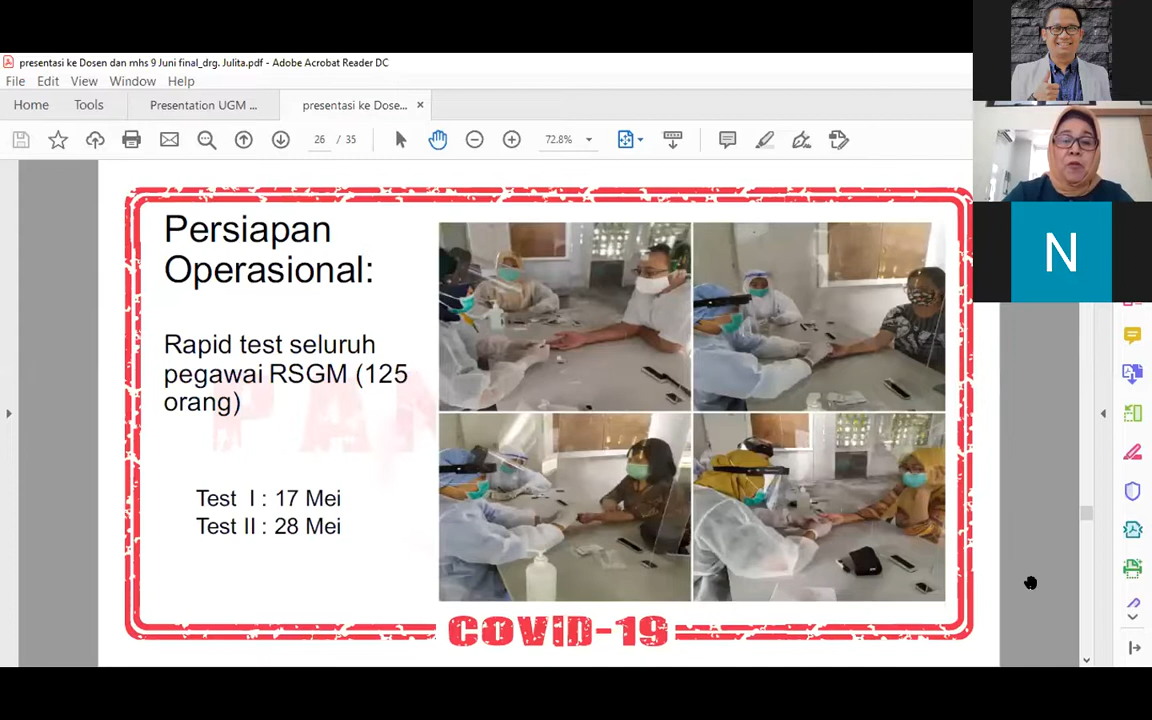 presentasi ke Dosen dan mhs 9 Juni final_drg. Julita.pdf - Adobe Acrobat Reader DC
File Edit View Window Help
Home Tools Presentation UGM ... presentasi ke Dose... ×
26 / 35 72.8%
N
Persiapan
Operasional:
Rapid test seluruh
pegawai RSGM (125
orang)
PAN
Test I : 17 Mei
Test II : 28 Mei
COVID-19